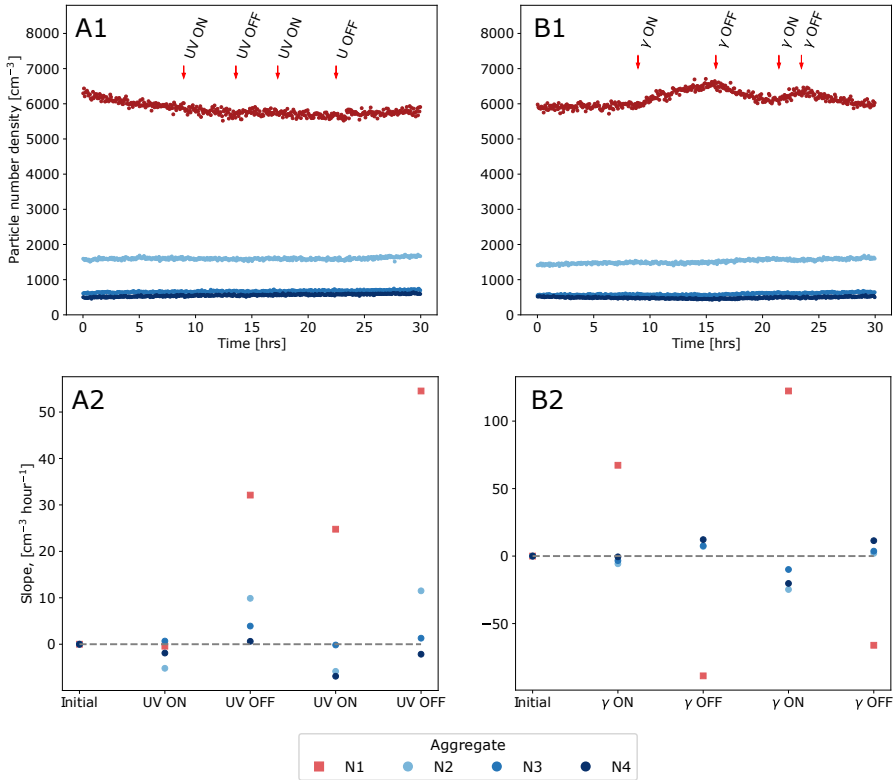 A1
UV ON
UV OFF
UV ON
U OFF
Particle number density [cm⁻³]
8000
7000
6000
5000
4000
3000
2000
1000
0
0 5 10 15 20 25 30
Time [hrs]
B1
γ ON
γ OFF
γ ON
γ OFF
8000
7000
6000
5000
4000
3000
2000
1000
0
0 5 10 15 20 25 30
Time [hrs]
A2
Slope, [cm⁻³ hour⁻¹]
50
40
30
20
10
0
Initial UV ON UV OFF UV ON UV OFF
B2
100
50
0
−50
Initial γ ON γ OFF γ ON γ OFF
Aggregate
N1 N2 N3 N4